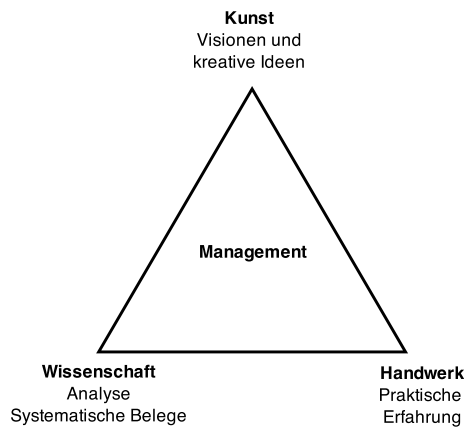 Kunst
Visionen und
kreative Ideen
Management
Wissenschaft
Analyse
Systematische Belege
Handwerk
Praktische
Erfahrung